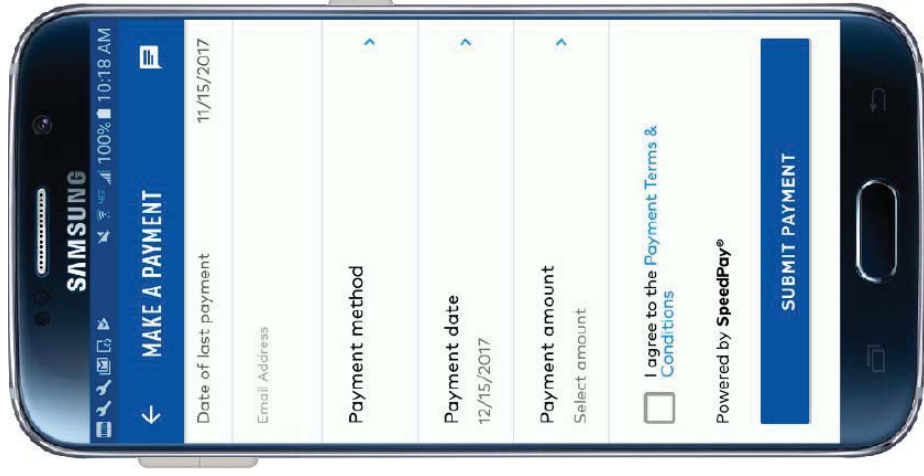 SAMSUNG
4G 100% 10:18 AM
MAKE A PAYMENT
Date of last payment 11/15/2017
Email Address
Payment method
Payment date
12/15/2017
Payment amount
Select amount
I agree to the Payment Terms &
Conditions
Powered by SpeedPay®
SUBMIT PAYMENT